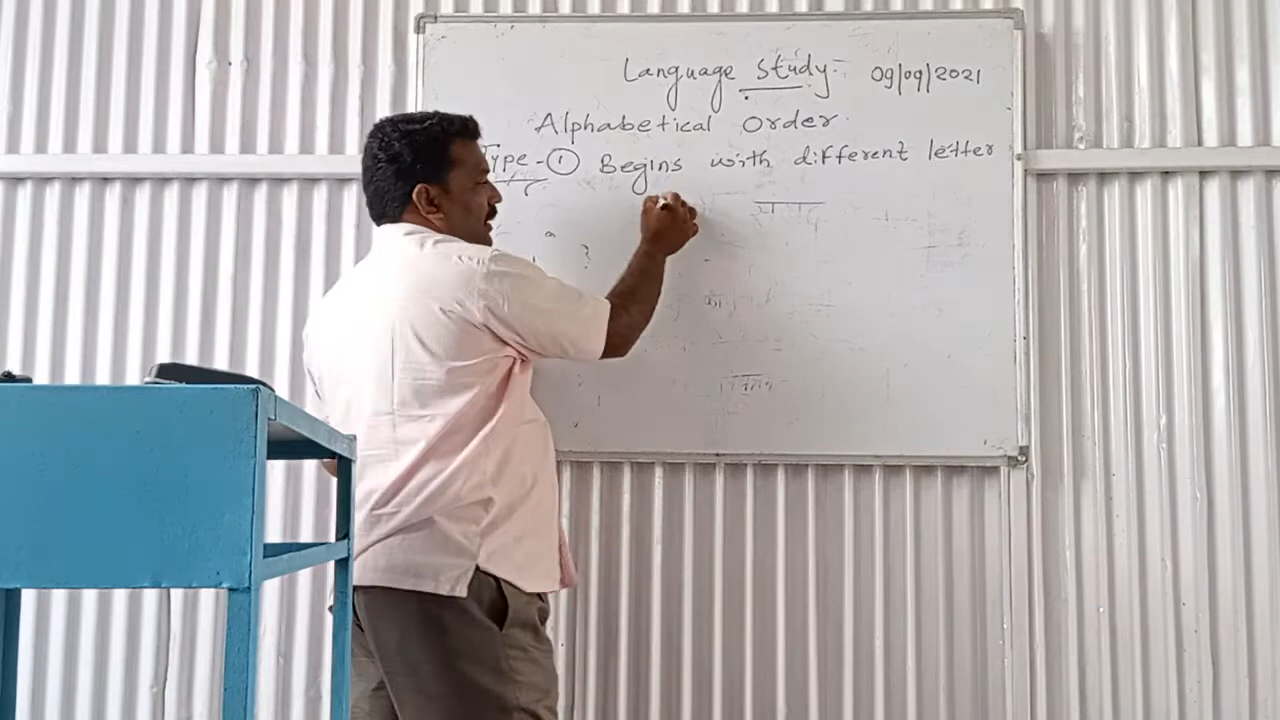 Language study:- 09/09/2021
Alphabetical Order.
Type-① Begins with different letter